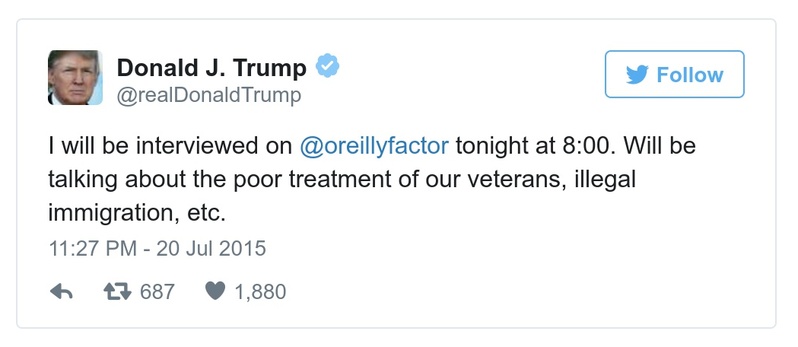 Donald J. Trump
@realDonaldTrump
Follow
I will be interviewed on @oreillyfactor tonight at 8:00. Will be
talking about the poor treatment of our veterans, illegal
immigration, etc.
11:27 PM - 20 Jul 2015
687 1,880